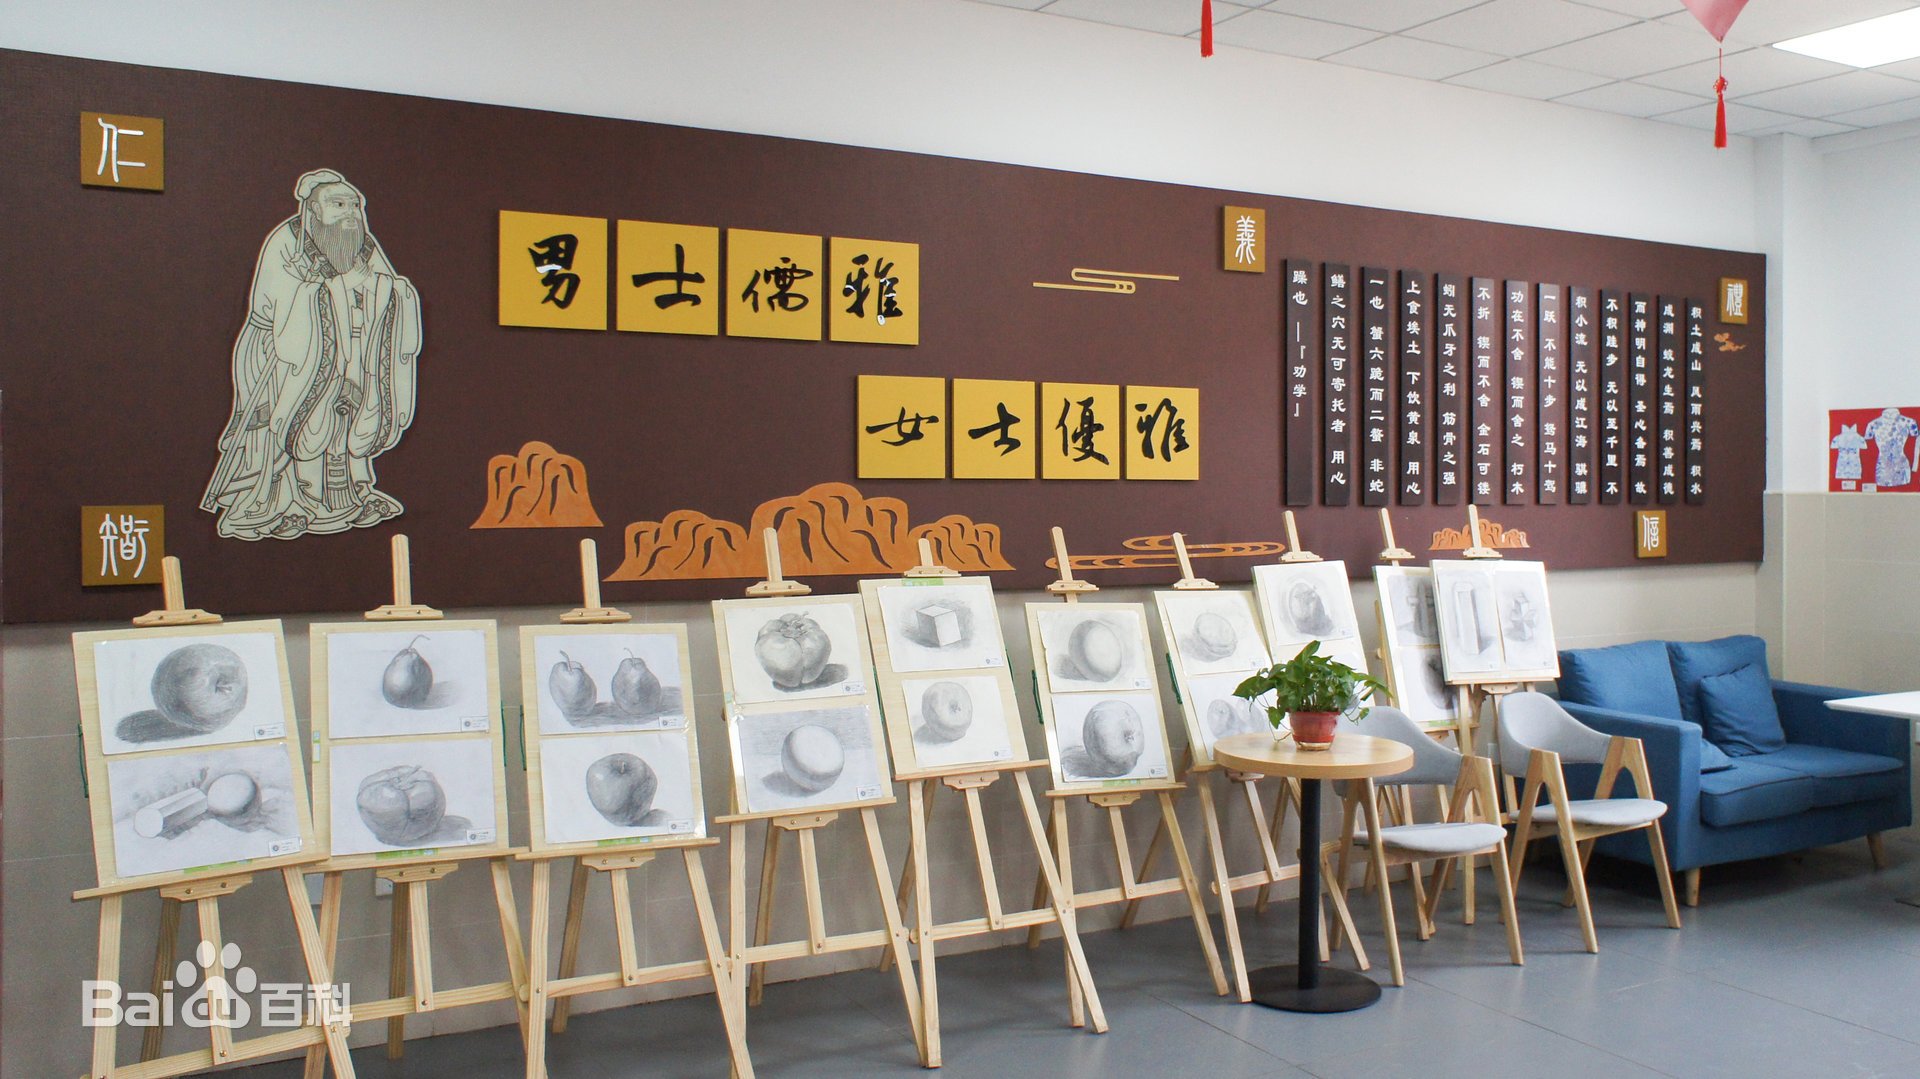 仁
男士儒雅
女士優雅
義
禮
智
信
积土成山 风雨兴焉 积水
成渊 蛟龙生焉 积善成德
而神明自得 圣心备焉 故
不积跬步 无以至千里 不
积小流 无以成江海 骐骥
一跃 不能十步 驽马十驾
功在不舍 锲而舍之 朽木
不折 锲而不舍 金石可镂
蚓无爪牙之利 筋骨之强
上食埃土 下饮黄泉 用心
一也 蟹六跪而二螯 非蛇
鳝之穴无可寄托者 用心
躁也 —『劝学』
Bai百科